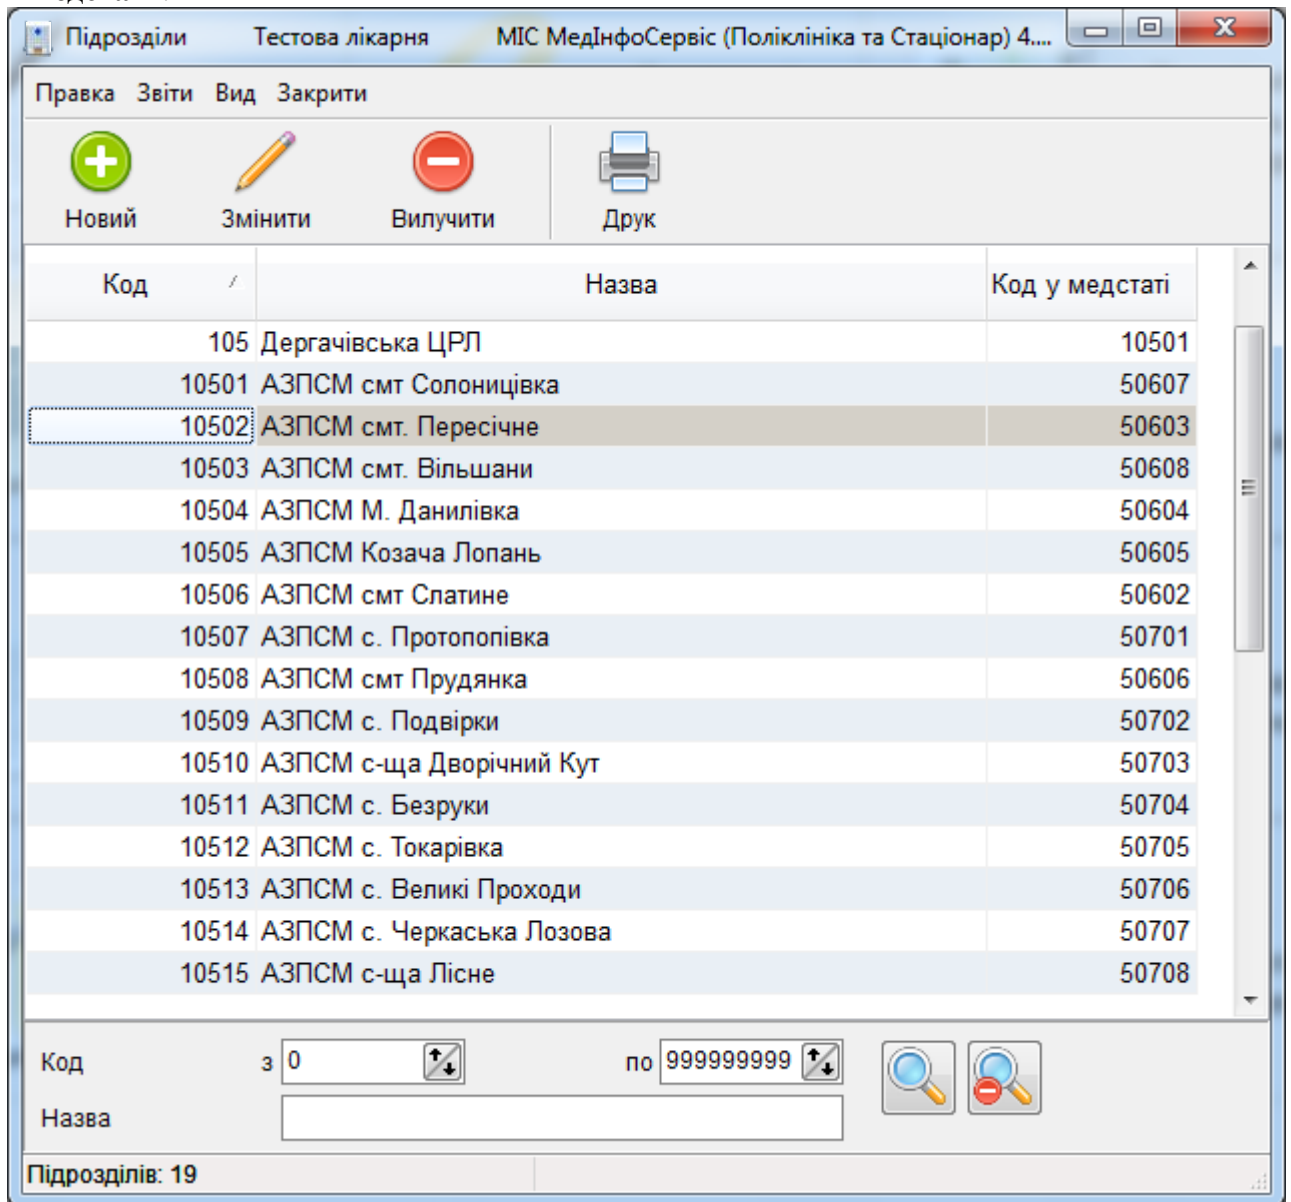 Підрозділи Тестова лікарня МІС МедІнфоСервіс (Поліклініка та Стаціонар) 4....
Правка Звіти Вид Закрити
Новий Змінити Вилучити Друк
Код Назва Код у медстаті
105 Дергачівська ЦРЛ 10501
10501 АЗПСМ смт Солоницівка 50607
10502 АЗПСМ смт. Пересічне 50603
10503 АЗПСМ смт. Вільшани 50608
10504 АЗПСМ М. Данилівка 50604
10505 АЗПСМ Козача Лопань 50605
10506 АЗПСМ смт Слатине 50602
10507 АЗПСМ с. Протопопівка 50701
10508 АЗПСМ смт Прудянка 50606
10509 АЗПСМ с. Подвірки 50702
10510 АЗПСМ с-ща Дворічний Кут 50703
10511 АЗПСМ с. Безруки 50704
10512 АЗПСМ с. Токарівка 50705
10513 АЗПСМ с. Великі Проходи 50706
10514 АЗПСМ с. Черкаська Лозова 50707
10515 АЗПСМ с-ща Лісне 50708
Код з 0 по 999999999
Назва
Підрозділів: 19